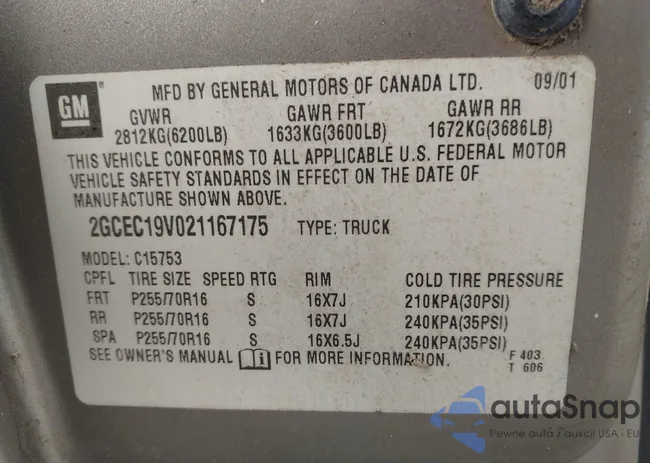 GM
MFD BY GENERAL MOTORS OF CANADA LTD. 09/01
GVWR GAWR FRT GAWR RR
2812KG(6200LB) 1633KG(3600LB) 1672KG(3686LB)
THIS VEHICLE CONFORMS TO ALL APPLICABLE U.S. FEDERAL MOTOR
VEHICLE SAFETY STANDARDS IN EFFECT ON THE DATE OF
MANUFACTURE SHOWN ABOVE.
2GCEC19V021167175 TYPE: TRUCK
MODEL: C15753
CPFL TIRE SIZE SPEED RTG RIM COLD TIRE PRESSURE
FRT P255/70R16 S 16X7J 210KPA(30PSI)
RR P255/70R16 S 16X7J 240KPA(35PSI)
SPA P255/70R16 S 16X6.5J 240KPA(35PSI)
SEE OWNER'S MANUAL FOR MORE INFORMATION.
F 403
T 606
autaSnap
Pewne auta z aukcji USA i EU